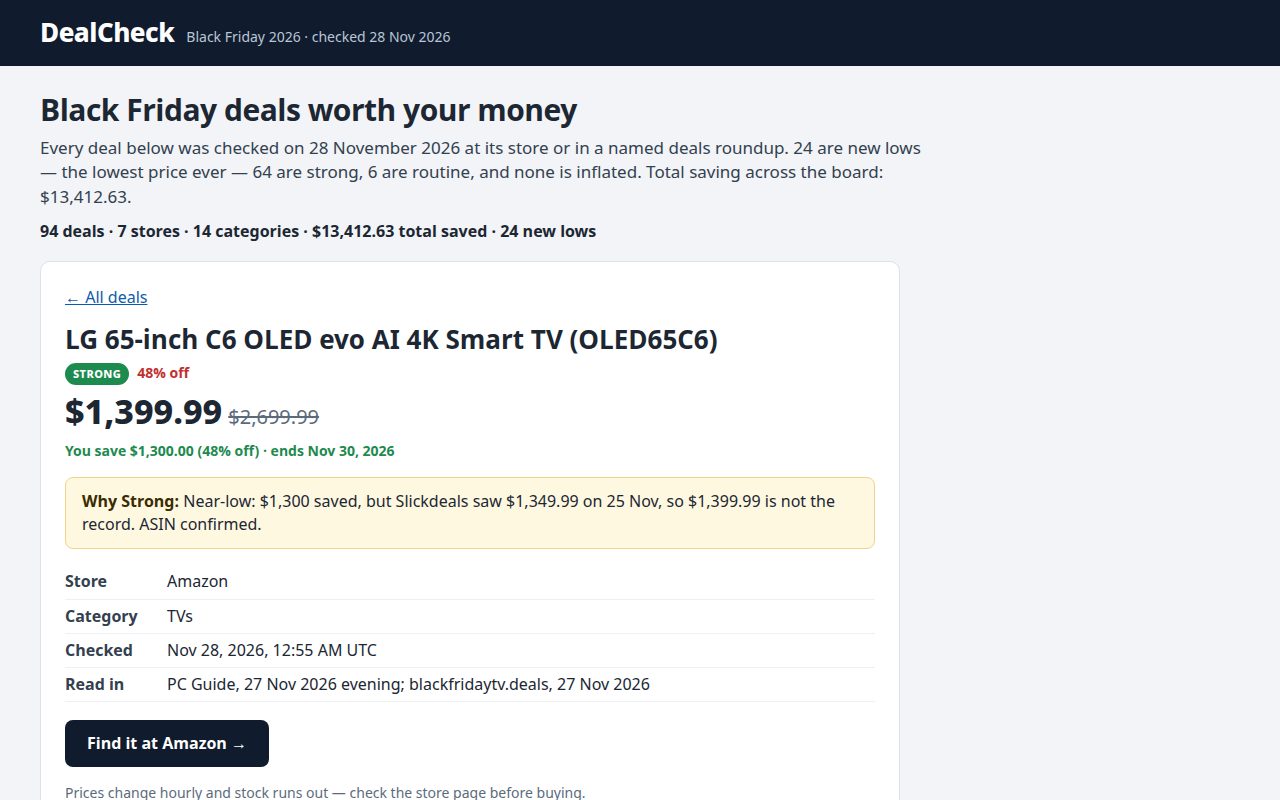 DealCheck Black Friday 2026 · checked 28 Nov 2026
Black Friday deals worth your money
Every deal below was checked on 28 November 2026 at its store or in a named deals roundup. 24 are new lows
— the lowest price ever — 64 are strong, 6 are routine, and none is inflated. Total saving across the board:
$13,412.63.
94 deals · 7 stores · 14 categories · $13,412.63 total saved · 24 new lows
← All deals
LG 65-inch C6 OLED evo AI 4K Smart TV (OLED65C6)
STRONG 48% off
$1,399.99 $2,699.99
You save $1,300.00 (48% off) · ends Nov 30, 2026
Why Strong: Near-low: $1,300 saved, but Slickdeals saw $1,349.99 on 25 Nov, so $1,399.99 is not the
record. ASIN confirmed.
Store Amazon
Category TVs
Checked Nov 28, 2026, 12:55 AM UTC
Read in PC Guide, 27 Nov 2026 evening; blackfridaytv.deals, 27 Nov 2026
Find it at Amazon →
Prices change hourly and stock runs out — check the store page before buying.